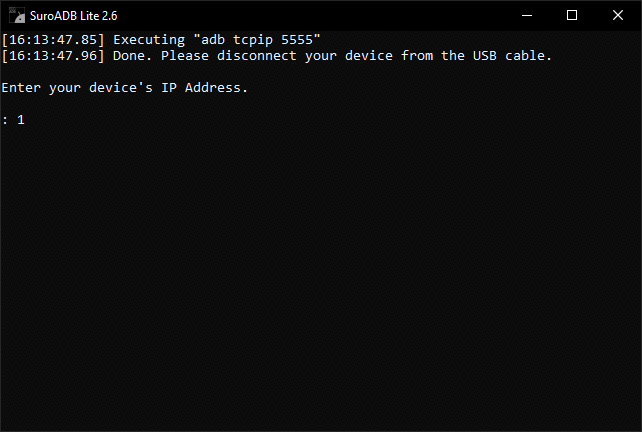 SuroADB Lite 2.6
[16:13:47.85] Executing "adb tcpip 5555"
[16:13:47.96] Done. Please disconnect your device from the USB cable.
Enter your device's IP Address.
: 1